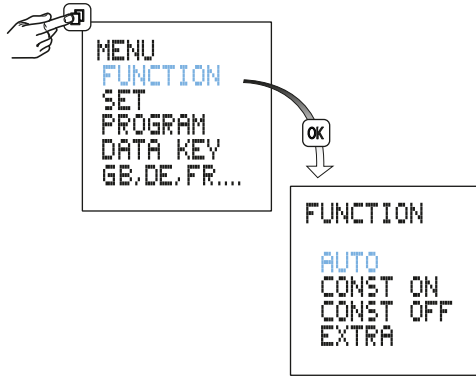 MENU
FUNCTION
SET
PROGRAM
DATA KEY
GB,DE,FR....
OK
FUNCTION
AUTO
CONST ON
CONST OFF
EXTRA